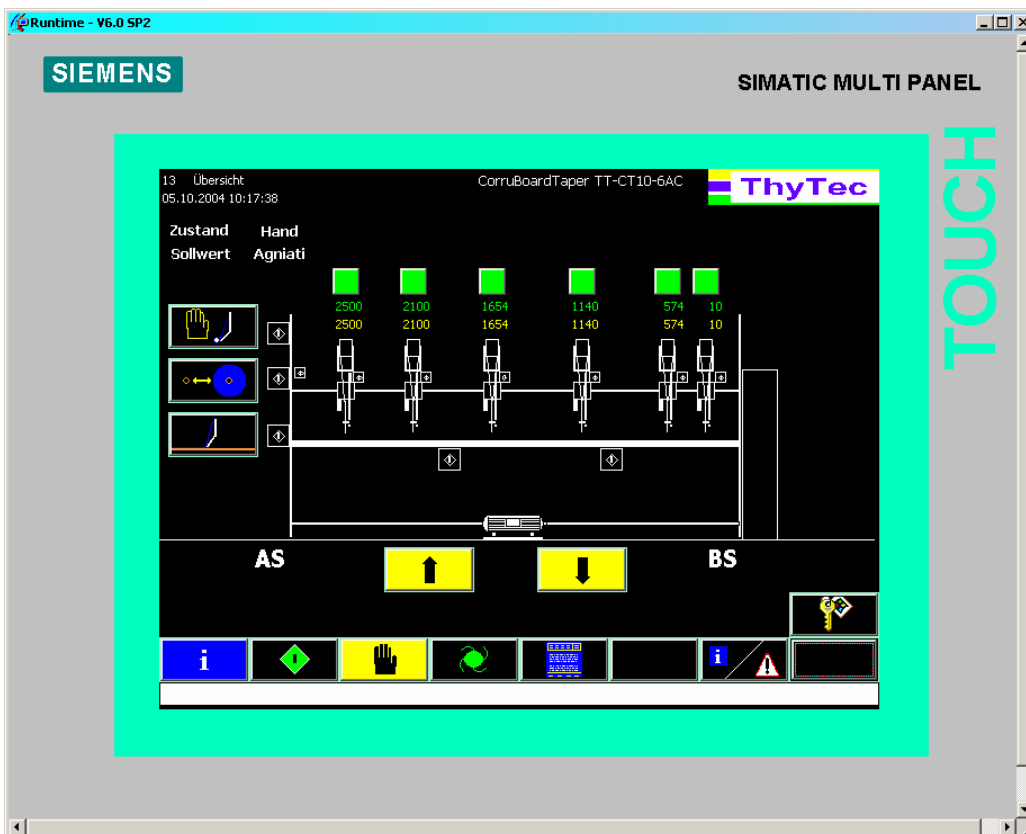 Runtime - V6.0 SP2
SIEMENS
SIMATIC MULTI PANEL
TOUCH
13 Übersicht
CorruBoardTaper TT-CT10-6AC
ThyTec
05.10.2004 10:17:38
Zustand Hand
Sollwert Agniati
2500 2100 1654 1140 574 10
2500 2100 1654 1140 574 10
AS
BS
i
i